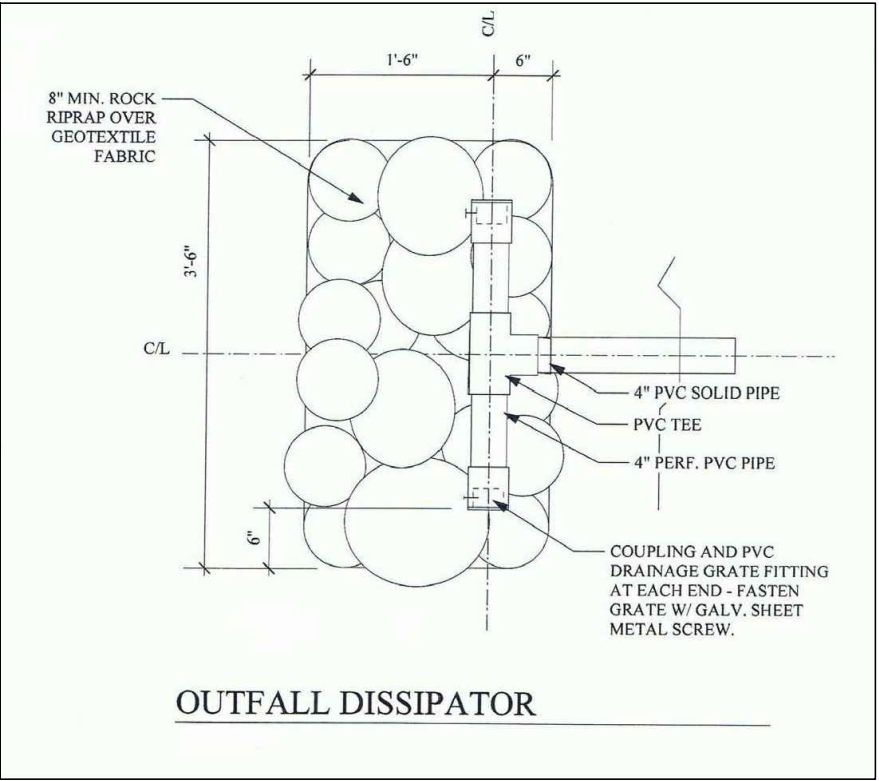 C/L
1'-6"
6"
8" MIN. ROCK
RIPRAP OVER
GEOTEXTILE
FABRIC
3'-6"
C/L
4" PVC SOLID PIPE
PVC TEE
4" PERF. PVC PIPE
6"
COUPLING AND PVC
DRAINAGE GRATE FITTING
AT EACH END - FASTEN
GRATE W/ GALV. SHEET
METAL SCREW.
OUTFALL DISSIPATOR